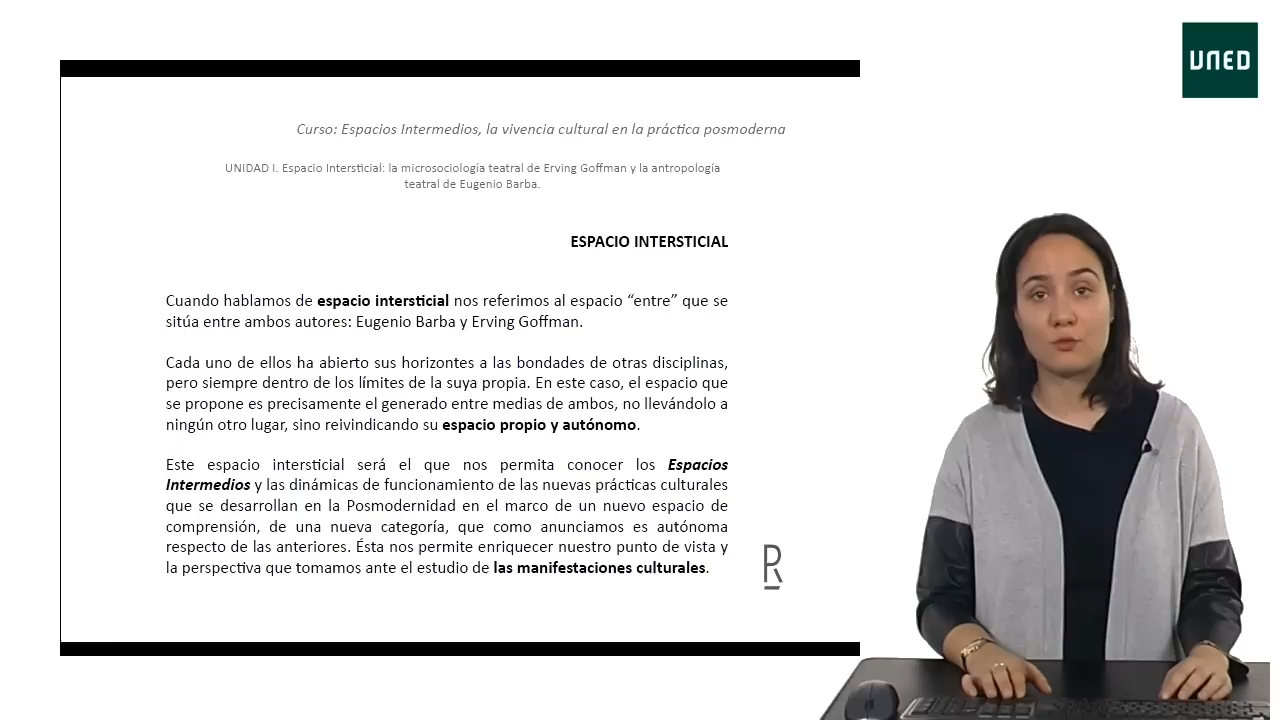 UNED
Curso: Espacios Intermedios, la vivencia cultural en la práctica posmoderna
UNIDAD I. Espacio Intersticial: la microsociología teatral de Erving Goffman y la antropología
teatral de Eugenio Barba.
ESPACIO INTERSTICIAL
Cuando hablamos de espacio intersticial nos referimos al espacio “entre” que se
sitúa entre ambos autores: Eugenio Barba y Erving Goffman.
Cada uno de ellos ha abierto sus horizontes a las bondades de otras disciplinas,
pero siempre dentro de los límites de la suya propia. En este caso, el espacio que
se propone es precisamente el generado entre medias de ambos, no llevándolo a
ningún otro lugar, sino reivindicando su espacio propio y autónomo.
Este espacio intersticial será el que nos permita conocer los Espacios
Intermedios y las dinámicas de funcionamiento de las nuevas prácticas culturales
que se desarrollan en la Posmodernidad en el marco de un nuevo espacio de
comprensión, de una nueva categoría, que como anunciamos es autónoma
respecto de las anteriores. Ésta nos permite enriquecer nuestro punto de vista y
la perspectiva que tomamos ante el estudio de las manifestaciones culturales.
R